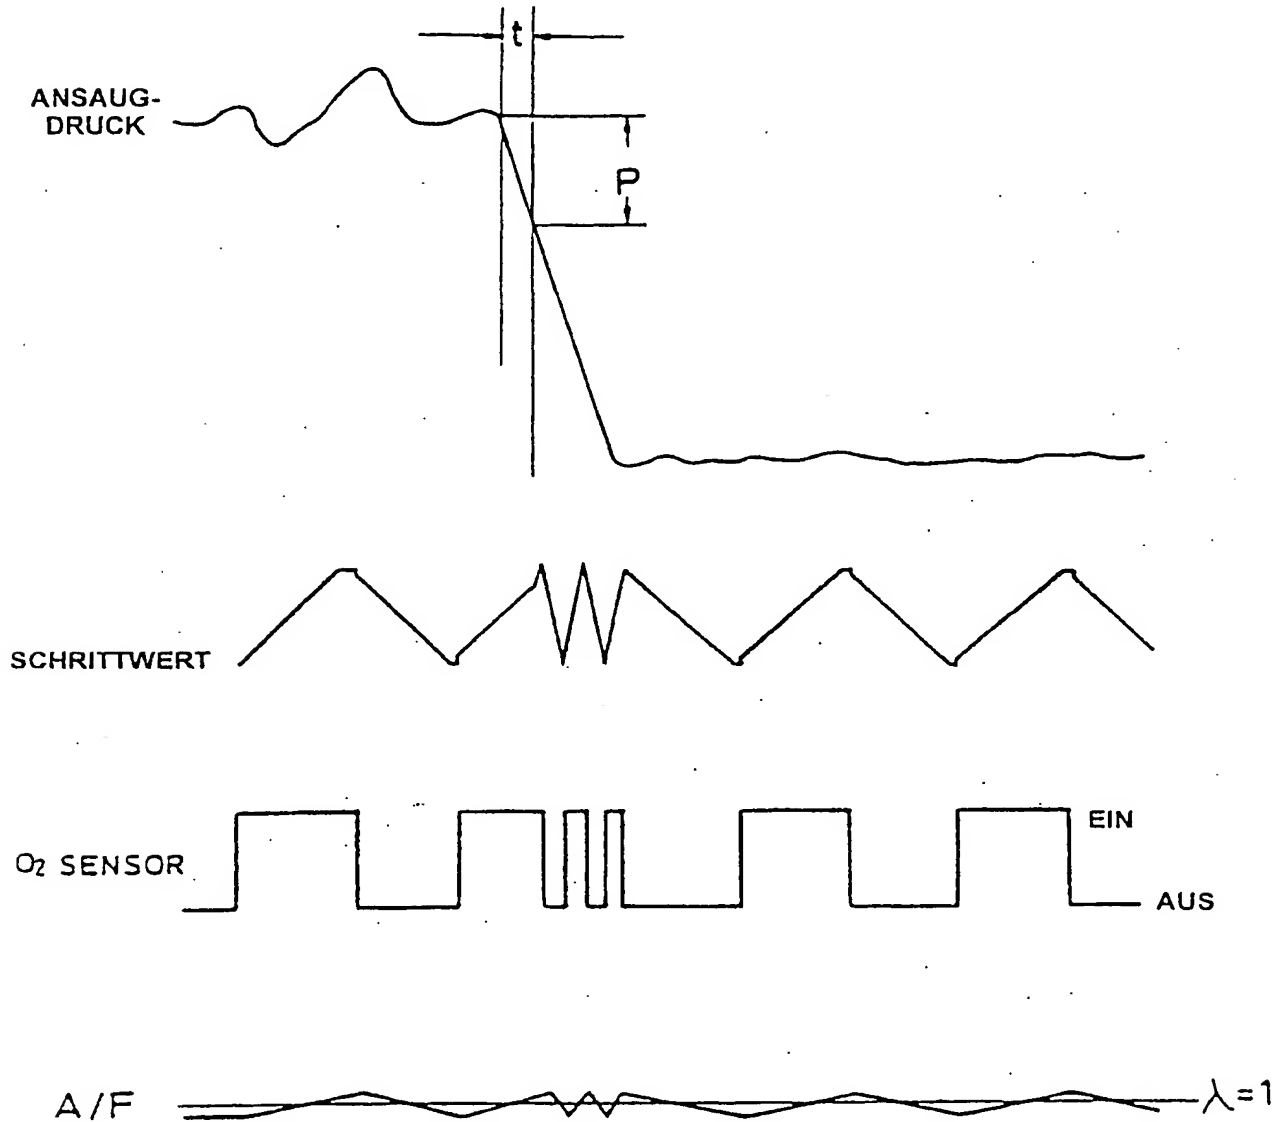 t
ANSAUG-
DRUCK
P
SCHRITTWERT
EIN
O2 SENSOR
AUS
A/F
λ=1